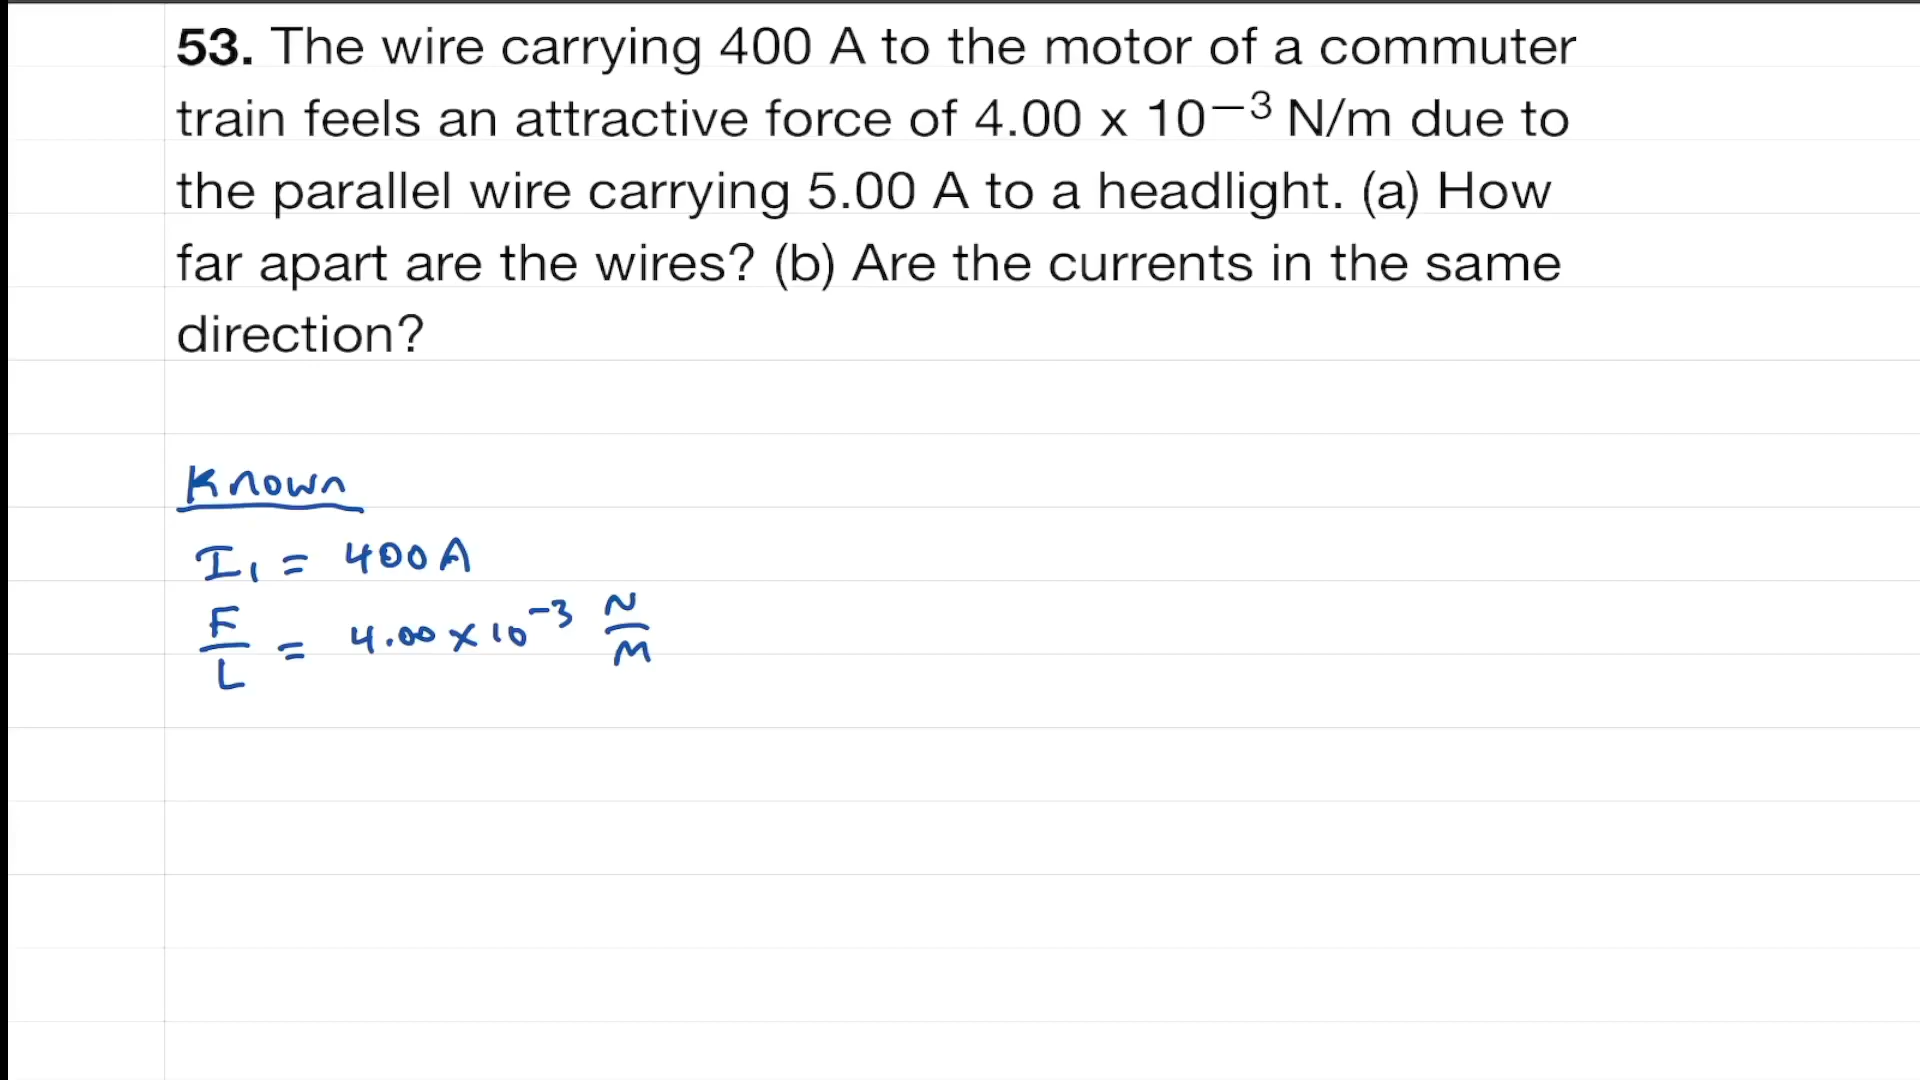 53. The wire carrying 400 A to the motor of a commuter
train feels an attractive force of 4.00 x 10⁻³ N/m due to
the parallel wire carrying 5.00 A to a headlight. (a) How
far apart are the wires? (b) Are the currents in the same
direction?
Known
I₁ = 400 A
F/L = 4.00 x 10⁻³ N/M